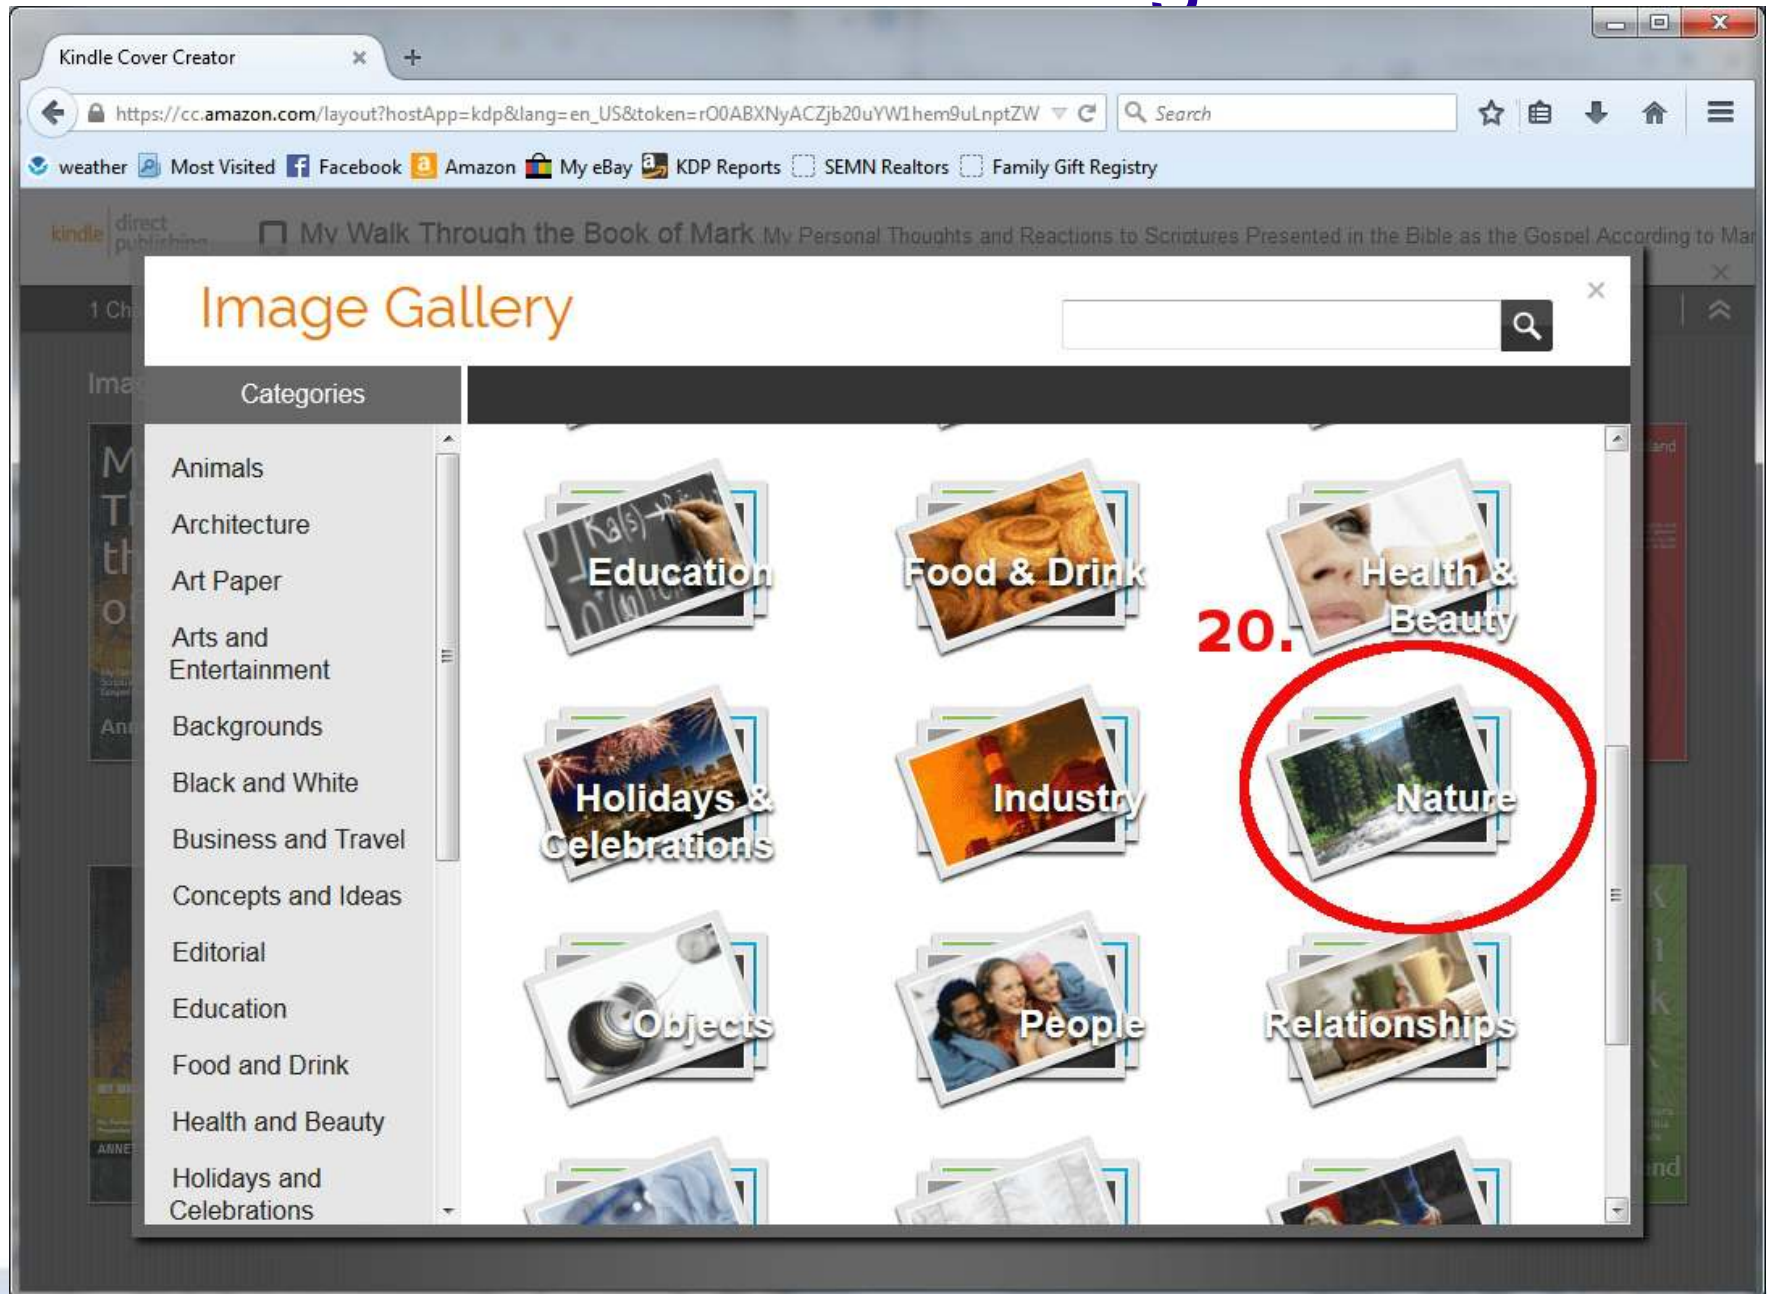 Kindle Cover Creator
https://cc.amazon.com/layout?hostApp=kdp&lang=en_US&token=rO0ABXNyACZjb20uYW1hem9uLnptZW
Search
weather Most Visited Facebook Amazon My eBay KDP Reports SEMN Realtors Family Gift Registry
kindle direct publishing
My Walk Through the Book of Mark My Personal Thoughts and Reactions to Scriptures Presented in the Bible as the Gospel According to Mar
Image Gallery
1 Ch
Ima
Categories
Animals
Architecture
Art Paper
Arts and
Entertainment
Backgrounds
Black and White
Business and Travel
Concepts and Ideas
Editorial
Education
Food and Drink
Health and Beauty
Holidays and
Celebrations
Education
Food & Drink
Health &
Beauty
20.
Holidays &
Celebrations
Industry
Nature
Objects
People
Relationships